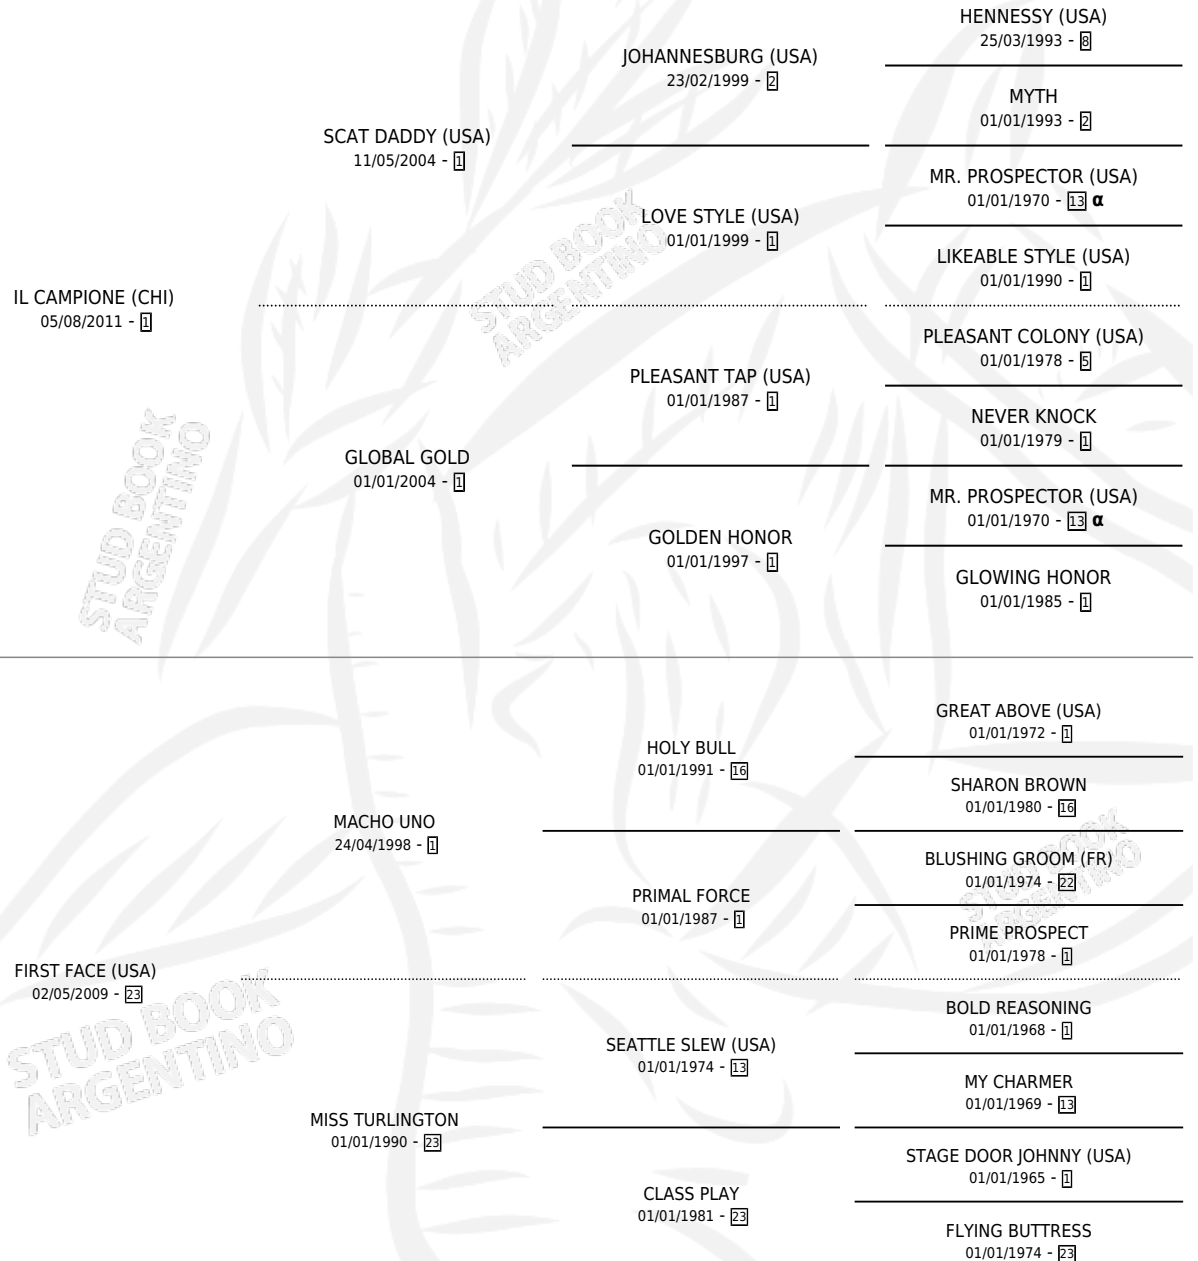 HENNESSY (USA)
25/03/1993 - 8
JOHANNESBURG (USA)
23/02/1999 - 2
MYTH
01/01/1993 - 2
SCAT DADDY (USA)
11/05/2004 - 1
MR. PROSPECTOR (USA)
01/01/1970 - 13 α
LOVE STYLE (USA)
01/01/1999 - 1
LIKEABLE STYLE (USA)
01/01/1990 - 1
IL CAMPIONE (CHI)
05/08/2011 - 1
PLEASANT COLONY (USA)
01/01/1978 - 5
PLEASANT TAP (USA)
01/01/1987 - 1
NEVER KNOCK
01/01/1979 - 1
GLOBAL GOLD
01/01/2004 - 1
MR. PROSPECTOR (USA)
01/01/1970 - 13 α
GOLDEN HONOR
01/01/1997 - 1
GLOWING HONOR
01/01/1985 - 1
GREAT ABOVE (USA)
01/01/1972 - 1
HOLY BULL
01/01/1991 - 16
SHARON BROWN
01/01/1980 - 16
MACHO UNO
24/04/1998 - 1
BLUSHING GROOM (FR)
01/01/1974 - 22
PRIMAL FORCE
01/01/1987 - 1
PRIME PROSPECT
01/01/1978 - 1
FIRST FACE (USA)
02/05/2009 - 23
BOLD REASONING
01/01/1968 - 1
SEATTLE SLEW (USA)
01/01/1974 - 13
MY CHARMER
01/01/1969 - 13
MISS TURLINGTON
01/01/1990 - 23
STAGE DOOR JOHNNY (USA)
01/01/1965 - 1
CLASS PLAY
01/01/1981 - 23
FLYING BUTTRESS
01/01/1974 - 23
STUD BOOK
ARGENTINO
STUD BOOK
ARGENTINO
STUD BOOK
ARGENTINO
STUD BOOK
ARGENTINO